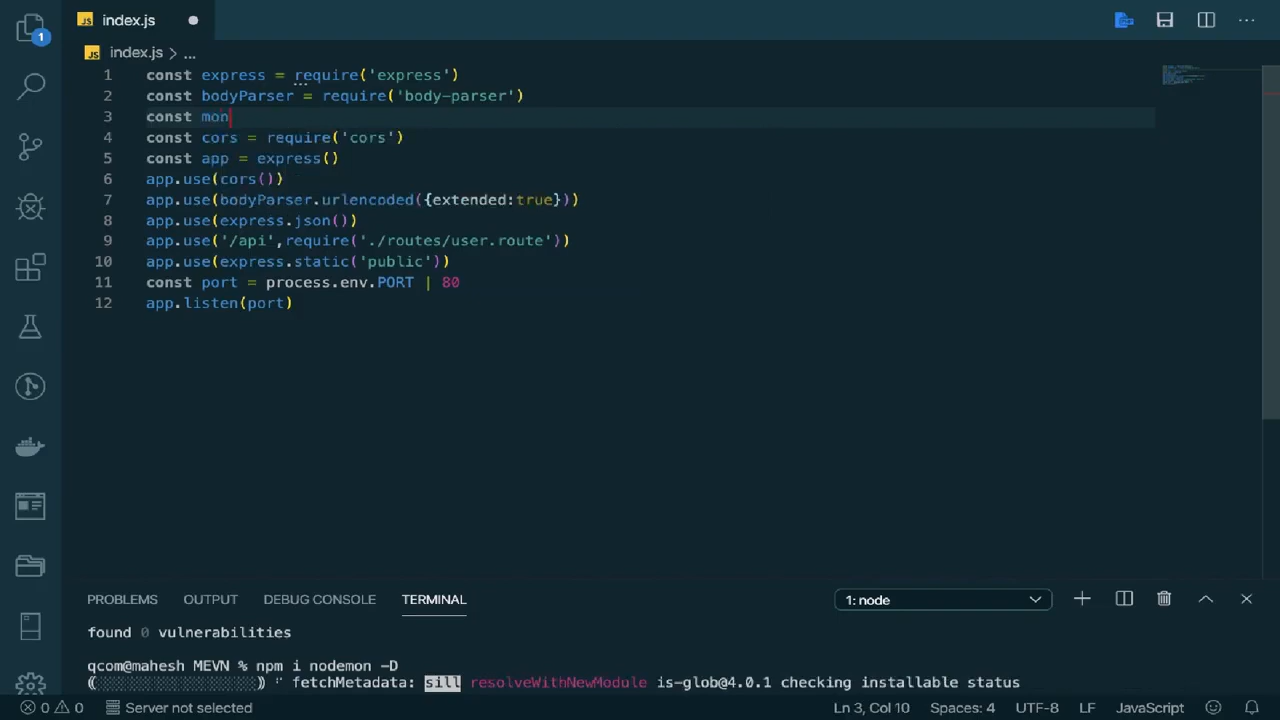 JS index.js
1
JS index.js > ...
1 const express = require('express')
2 const bodyParser = require('body-parser')
3 const mon
4 const cors = require('cors')
5 const app = express()
6 app.use(cors())
7 app.use(bodyParser.urlencoded({extended:true}))
8 app.use(express.json())
9 app.use('/api',require('./routes/user.route'))
10 app.use(express.static('public'))
11 const port = process.env.PORT | 80
12 app.listen(port)
PROBLEMS OUTPUT DEBUG CONSOLE TERMINAL 1: node
found 0 vulnerabilities
qcom@mahesh MEVN % npm i nodemon -D
(░░░░░░░░░░░░░░░░░░) ⠋ fetchMetadata: sill resolveWithNewModule is-glob@4.0.1 checking installable status
0 0 Server not selected Ln 3, Col 10 Spaces: 4 UTF-8 LF JavaScript